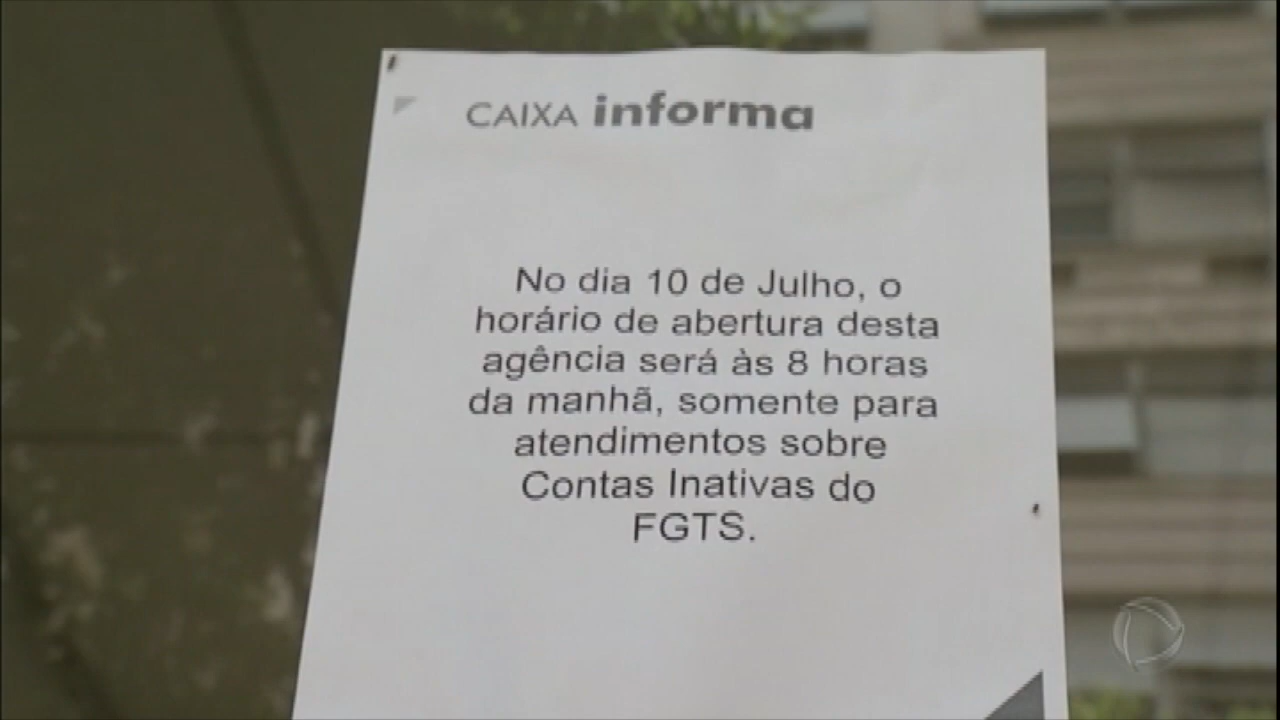 CAIXA informa
No dia 10 de Julho, o
horário de abertura desta
agência será às 8 horas
da manhã, somente para
atendimentos sobre
Contas Inativas do
FGTS.